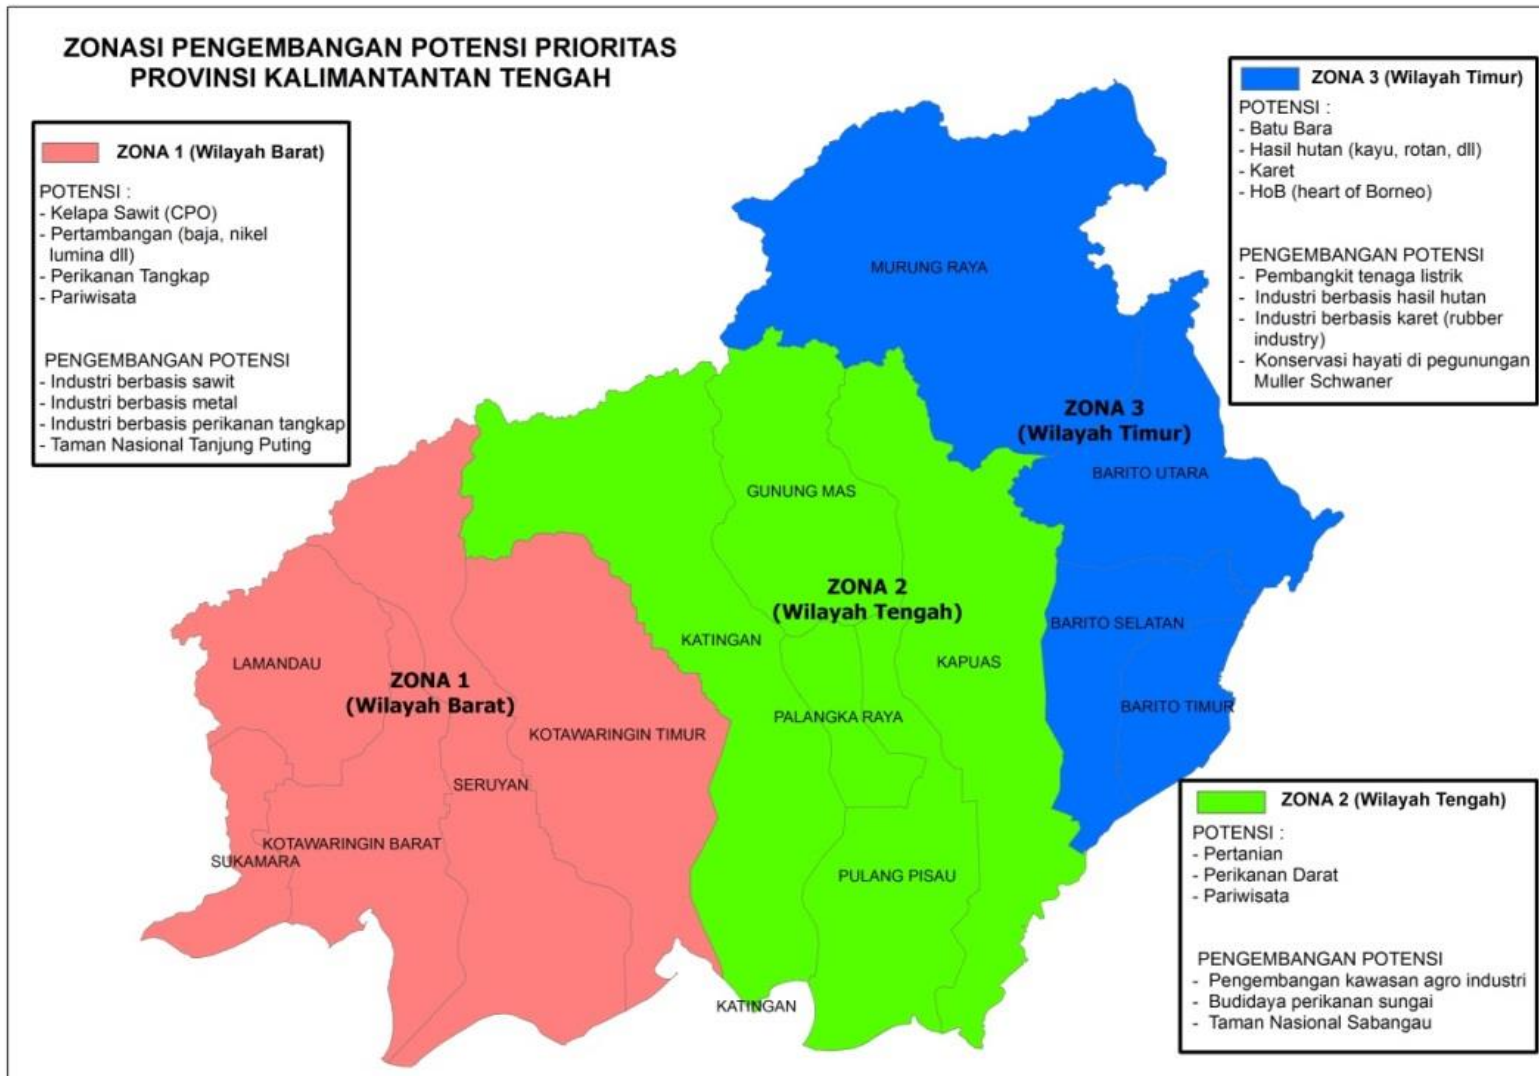 ZONASI PENGEMBANGAN POTENSI PRIORITAS
PROVINSI KALIMANTANTAN TENGAH
ZONA 1 (Wilayah Barat)
POTENSI :
- Kelapa Sawit (CPO)
- Pertambangan (baja, nikel
lumina dll)
- Perikanan Tangkap
- Pariwisata
PENGEMBANGAN POTENSI
- Industri berbasis sawit
- Industri berbasis metal
- Industri berbasis perikanan tangkap
- Taman Nasional Tanjung Puting
ZONA 3 (Wilayah Timur)
POTENSI :
- Batu Bara
- Hasil hutan (kayu, rotan, dll)
- Karet
- HoB (heart of Borneo)
PENGEMBANGAN POTENSI
- Pembangkit tenaga listrik
- Industri berbasis hasil hutan
- Industri berbasis karet (rubber
industry)
- Konservasi hayati di pegunungan
Muller Schwaner
MURUNG RAYA
ZONA 3
(Wilayah Timur)
BARITO UTARA
GUNUNG MAS
ZONA 2
(Wilayah Tengah)
BARITO SELATAN
KATINGAN
KAPUAS
LAMANDAU
ZONA 1
(Wilayah Barat)
BARITO TIMUR
PALANGKA RAYA
KOTAWARINGIN TIMUR
SERUYAN
KOTAWARINGIN BARAT
SUKAMARA
PULANG PISAU
KATINGAN
ZONA 2 (Wilayah Tengah)
POTENSI :
- Pertanian
- Perikanan Darat
- Pariwisata
PENGEMBANGAN POTENSI
- Pengembangan kawasan agro industri
- Budidaya perikanan sungai
- Taman Nasional Sabangau